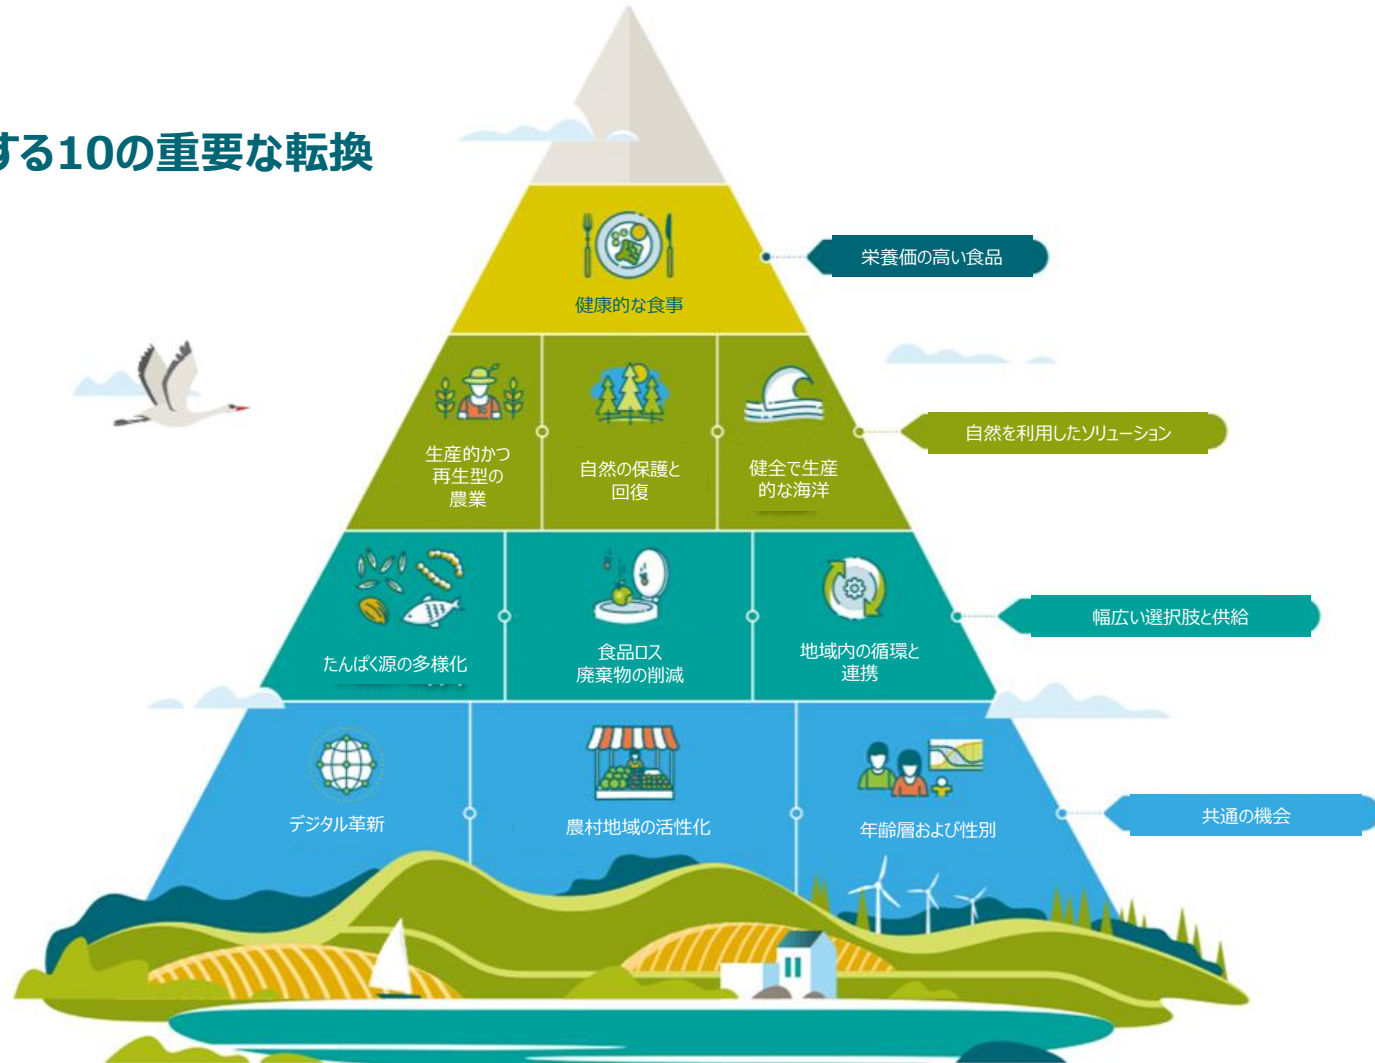 する10の重要な転換
健康的な食事
栄養価の高い食品
生産的かつ
再生型の
農業
自然の保護と
回復
健全で生産
的な海洋
自然を利用したソリューション
たんぱく源の多様化
食品ロス
廃棄物の削減
地域内の循環と
連携
幅広い選択肢と供給
デジタル革新
農村地域の活性化
年齢層および性別
共通の機会